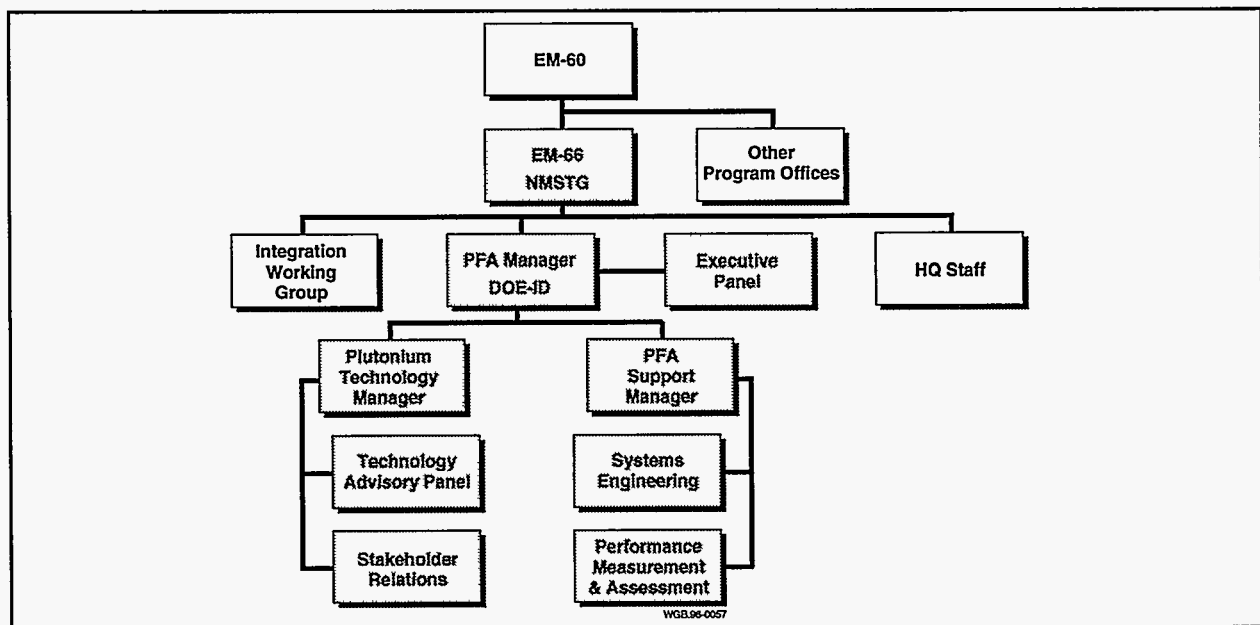 EM-60
EM-66
NMSTG
Other
Program Offices
Integration
Working
Group
PFA Manager
DOE-ID
Executive
Panel
HQ Staff
Plutonium
Technology
Manager
PFA
Support
Manager
Technology
Advisory Panel
Systems
Engineering
Stakeholder
Relations
Performance
Measurement
& Assessment
WGB.96-0057